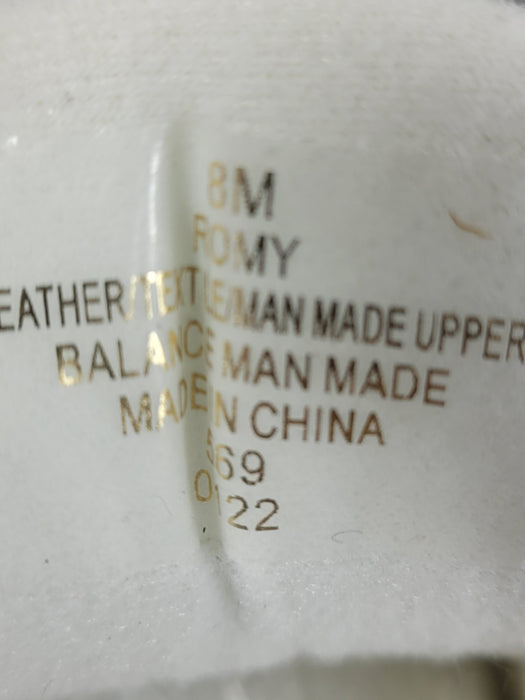 8M
ROMY
EATHER/TEXTILE/MAN MADE UPPER
BALANCE MAN MADE
MADE IN CHINA
569
0122